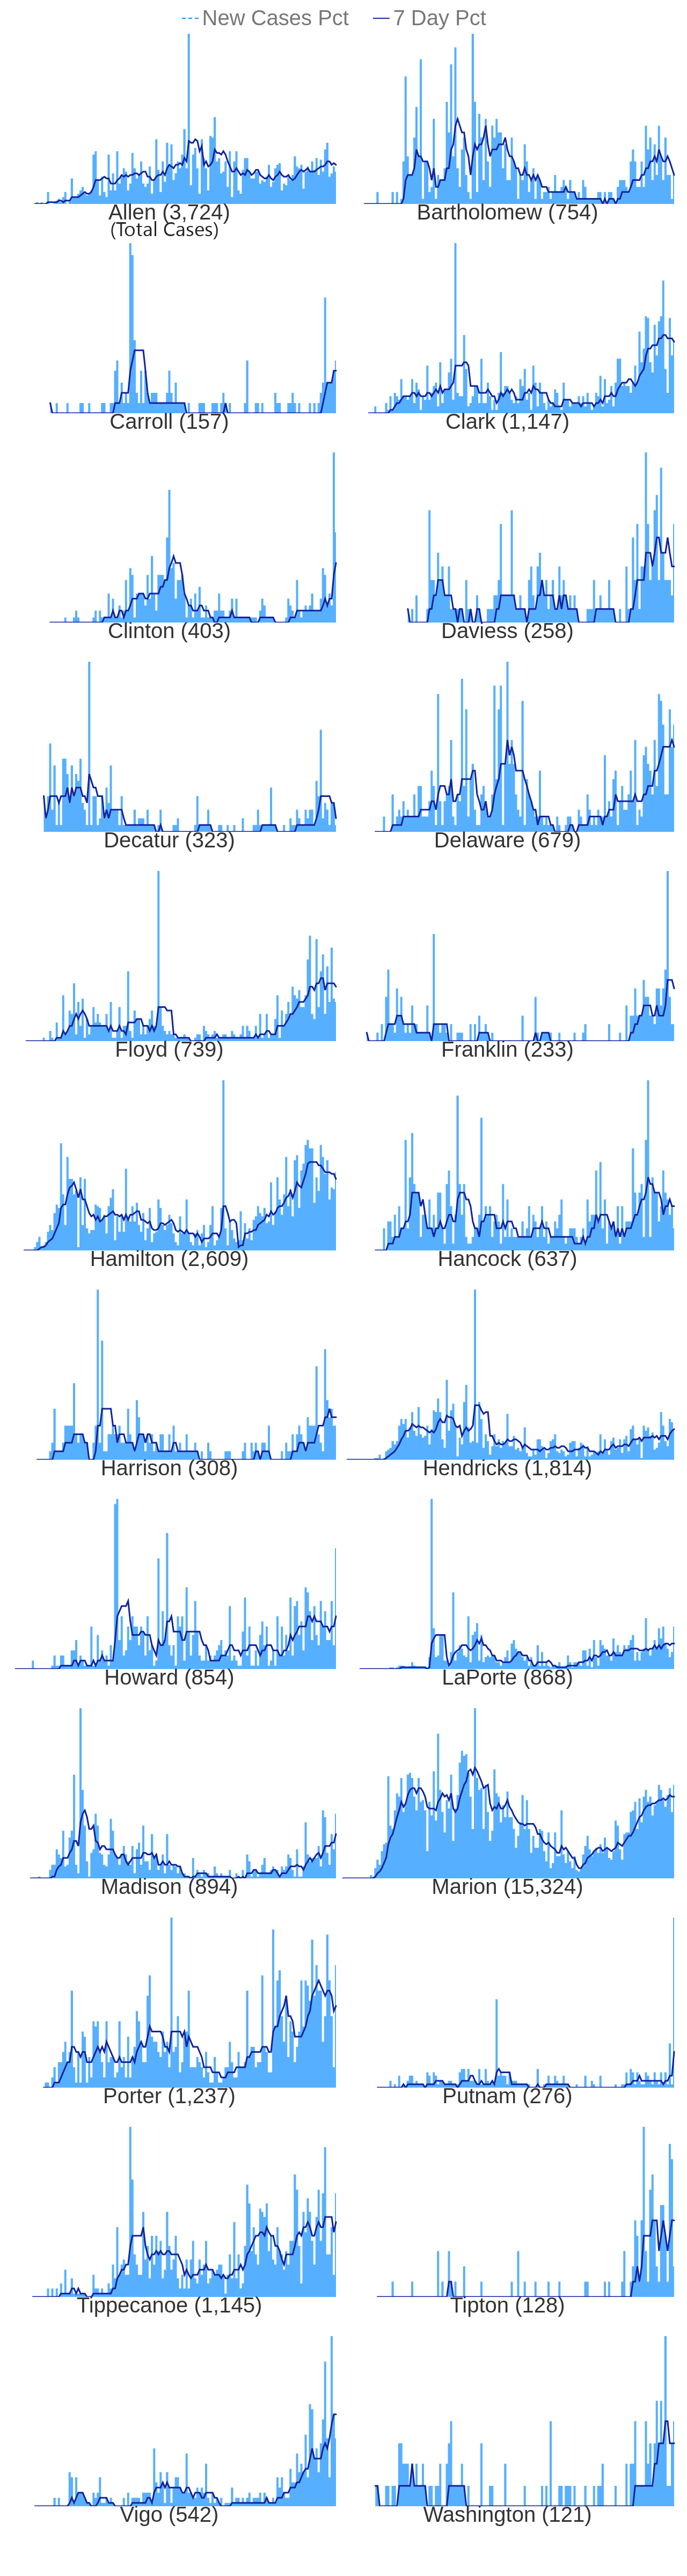 New Cases Pct 7 Day Pct
Allen (3,724) Bartholomew (754)
(Total Cases)
Carroll (157) Clark (1,147)
Clinton (403) Daviess (258)
Decatur (323) Delaware (679)
Floyd (739) Franklin (233)
Hamilton (2,609) Hancock (637)
Harrison (308) Hendricks (1,814)
Howard (854) LaPorte (868)
Madison (894) Marion (15,324)
Porter (1,237) Putnam (276)
Tippecanoe (1,145) Tipton (128)
Vigo (542) Washington (121)